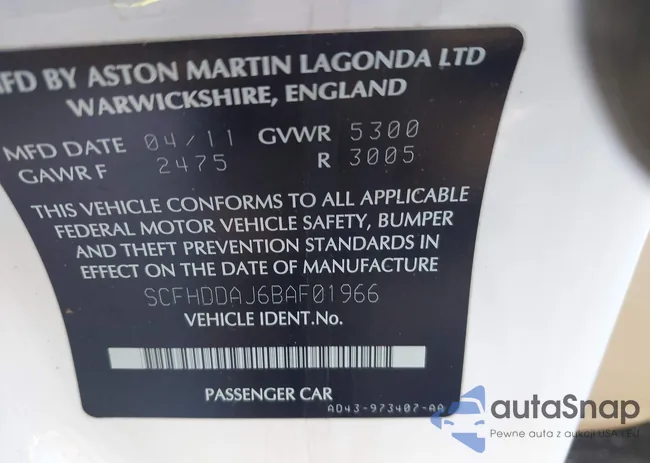 MFD BY ASTON MARTIN LAGONDA LTD
WARWICKSHIRE, ENGLAND
MFD DATE 04/11 GVWR 5300
GAWR F 2475 R 3005
THIS VEHICLE CONFORMS TO ALL APPLICABLE
FEDERAL MOTOR VEHICLE SAFETY, BUMPER
AND THEFT PREVENTION STANDARDS IN
EFFECT ON THE DATE OF MANUFACTURE
SCFHDDAJ6BAF01966
VEHICLE IDENT.No.
PASSENGER CAR
AD43-973407-AA
autaSnap
Pewne auta z aukcji USA i EU